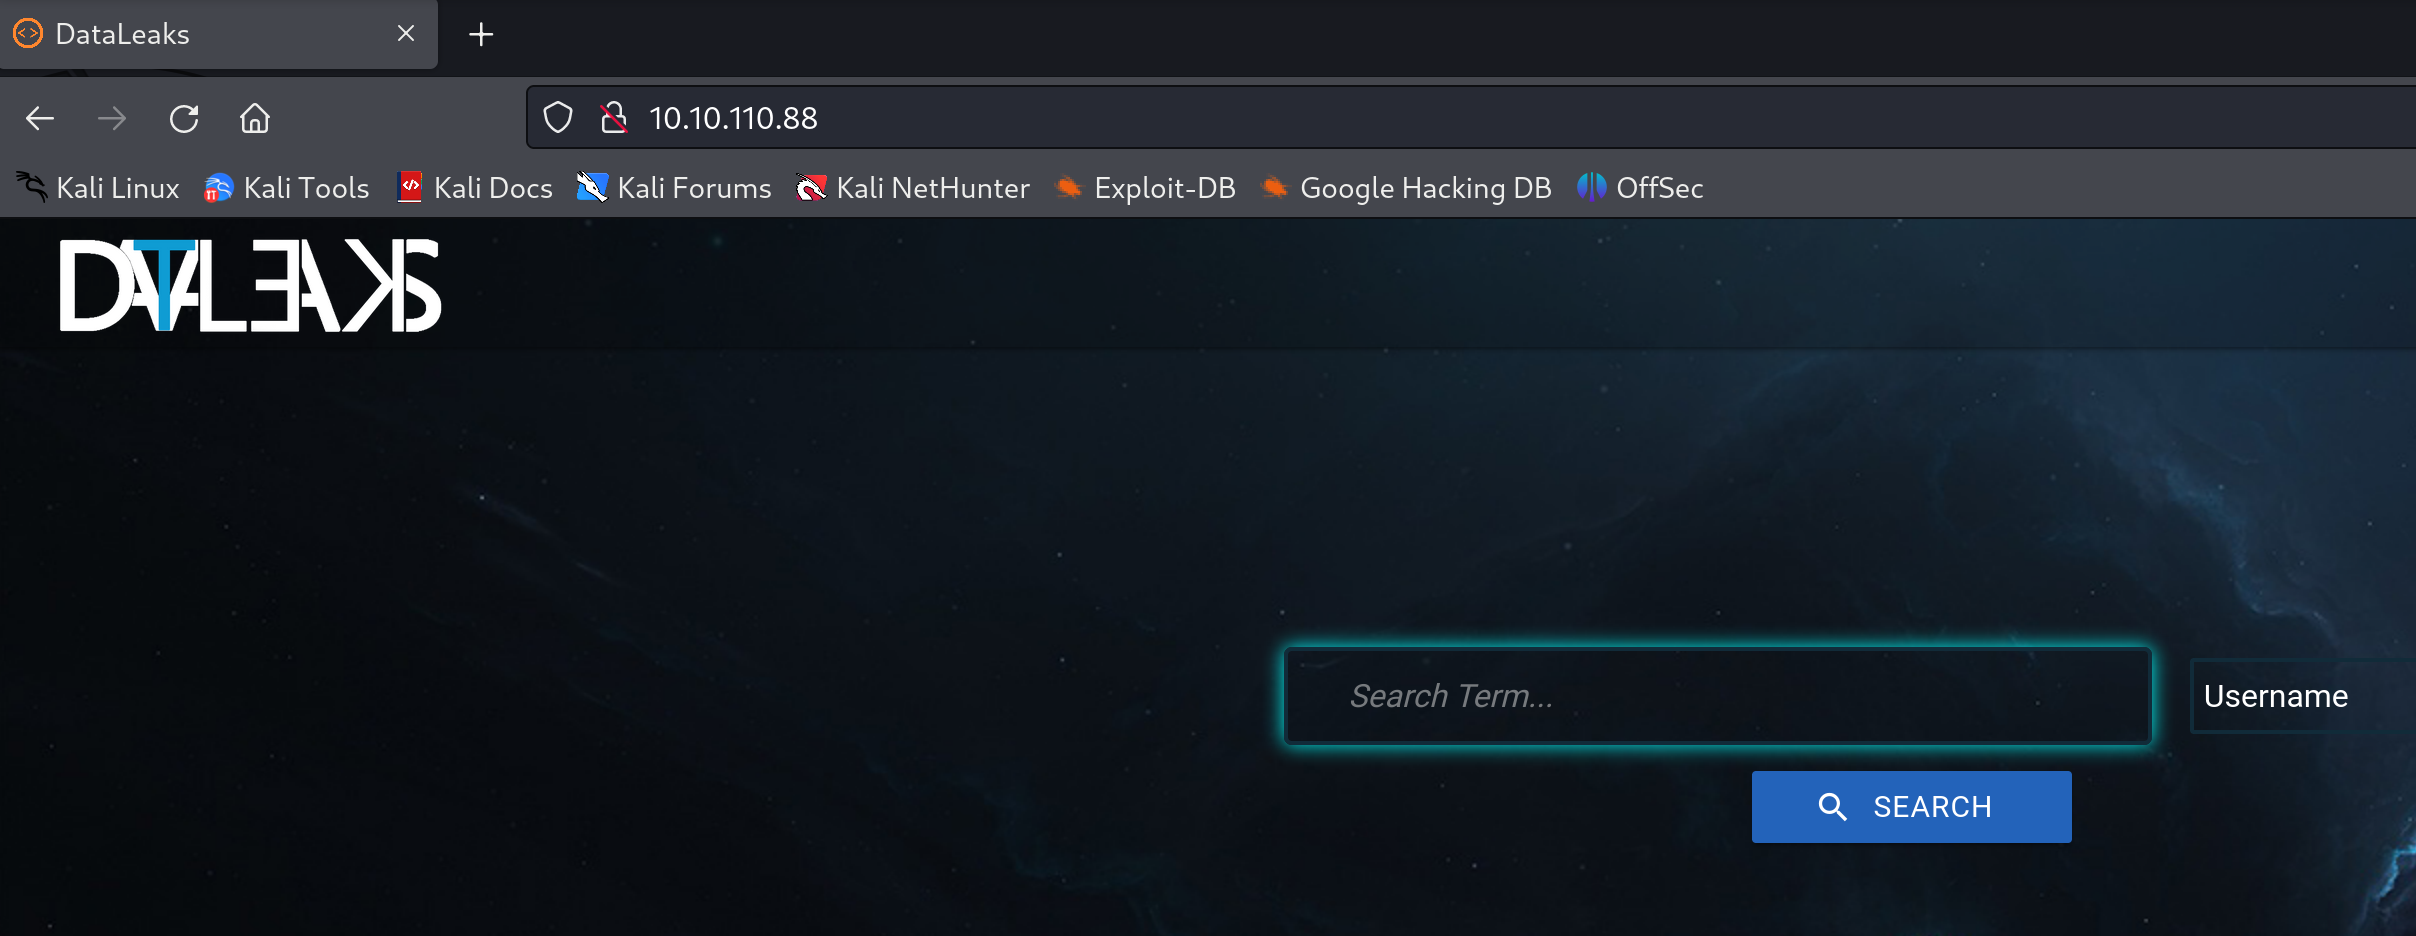 DataLeaks
10.10.110.88
Kali Linux Kali Tools Kali Docs Kali Forums Kali NetHunter Exploit-DB Google Hacking DB OffSec
DATALEAKS
Search Term...
Username
SEARCH